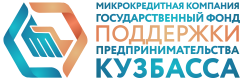 МИКРОКРЕДИТНАЯ КОМПАНИЯ
ГОСУДАРСТВЕННЫЙ ФОНД
ПОДДЕРЖКИ
ПРЕДПРИНИМАТЕЛЬСТВА
КУЗБАССА